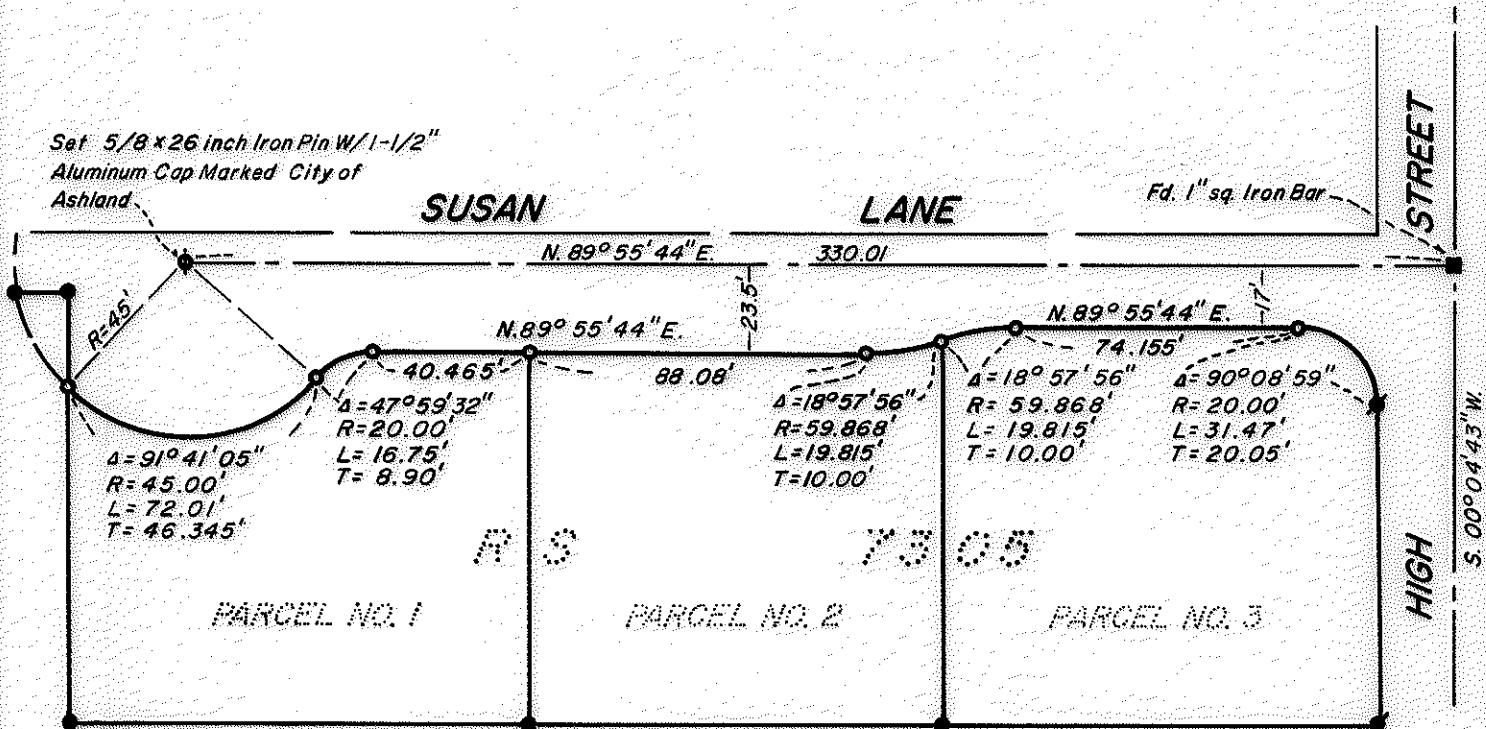 Set 5/8 x 26 inch Iron Pin W/1-1/2"
Aluminum Cap Marked City of
Ashland
SUSAN LANE
Fd. 1" sq. Iron Bar
STREET
N. 89° 55' 44" E. 330.01
R=45'
N. 89° 55' 44" E.
23.5'
N. 89° 55' 44" E.
17'
40.465'
88.08'
74.155'
Δ=91° 41' 05"
R=45.00'
L=72.01'
T=46.345'
Δ=47° 59' 32"
R=20.00'
L=16.75'
T=8.90'
Δ=18° 57' 56"
R=59.868'
L=19.815'
T=10.00'
Δ=18° 57' 56"
R=59.868'
L=19.815'
T=10.00'
Δ=90° 08' 59"
R=20.00'
L=31.47'
T=20.05'
R S 7305
PARCEL NO. 1
PARCEL NO. 2
PARCEL NO. 3
HIGH
S. 00° 04' 43" W.